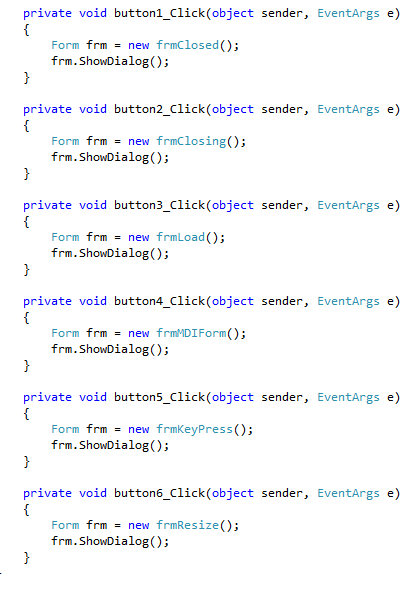 private void button1_Click(object sender, EventArgs e)
{
    Form frm = new frmClosed();
    frm.ShowDialog();
}

private void button2_Click(object sender, EventArgs e)
{
    Form frm = new frmClosing();
    frm.ShowDialog();
}

private void button3_Click(object sender, EventArgs e)
{
    Form frm = new frmLoad();
    frm.ShowDialog();
}

private void button4_Click(object sender, EventArgs e)
{
    Form frm = new frmMDIForm();
    frm.ShowDialog();
}

private void button5_Click(object sender, EventArgs e)
{
    Form frm = new frmKeyPress();
    frm.ShowDialog();
}

private void button6_Click(object sender, EventArgs e)
{
    Form frm = new frmResize();
    frm.ShowDialog();
}